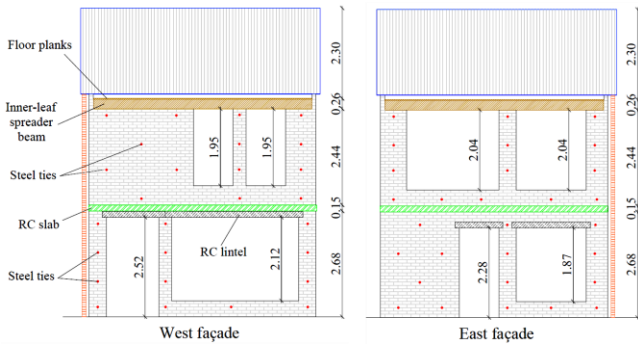 Floor planks
Inner-leaf
spreader
beam
Steel ties
RC slab
Steel ties
1.95
1.95
2.52
2.12
RC lintel
2.30
0,26
2.44
0,15
2.68
West façade
2.04
2.04
2.28
1.87
2.30
0,26
2.44
0,15
2.68
East façade